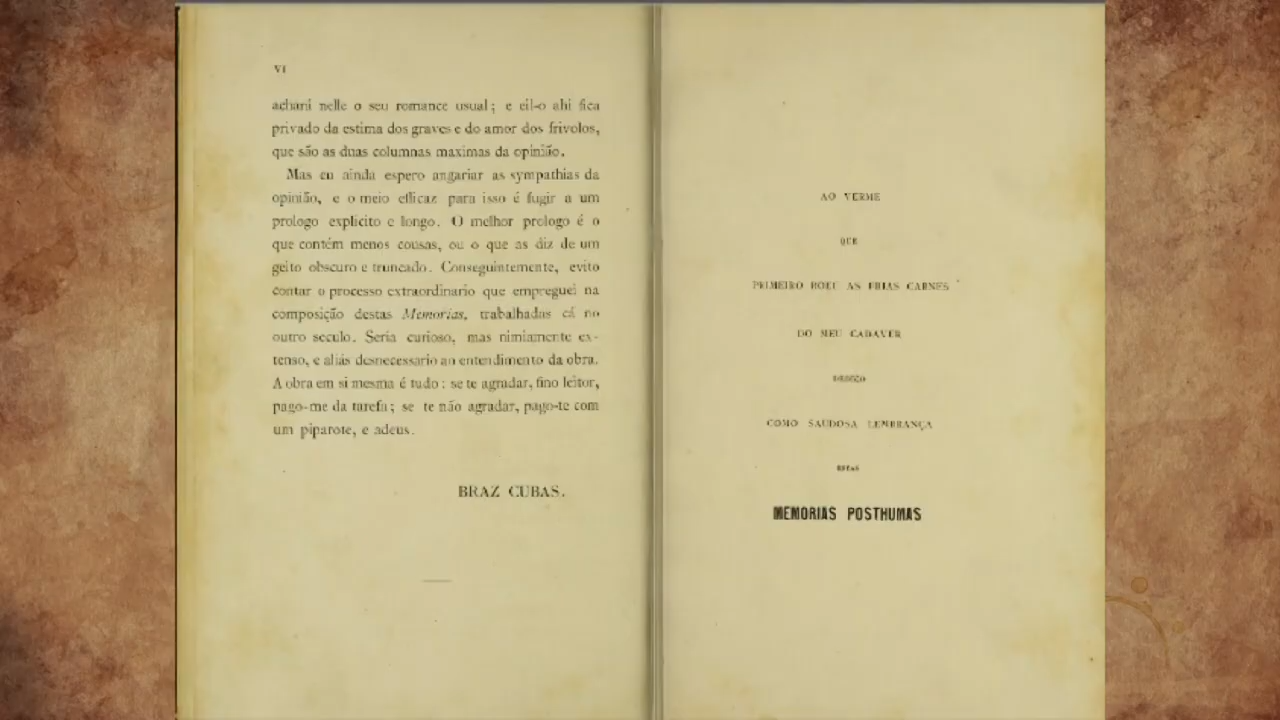 VI
achará nelle o seu romance usual; e eil-o ahi fica
privado da estima dos graves e do amor dos frivolos,
que são as duas columnas maximas da opinião.
Mas eu ainda espero angariar as sympathias da
opinião, e o meio efficaz para isso é fugir a um
prologo explicito e longo. O melhor prologo é o
que contém menos cousas, ou o que as diz de um
geito obscuro e truncado. Conseguintemente, evito
contar o processo extraordinario que empreguei na
composição destas Memorias, trabalhadas cá no
outro seculo. Seria curioso, mas nimiamente ex-
tenso, e aliás desnecessario ao entendimento da obra.
A obra em si mesma é tudo: se te agradar, fino leitor,
pago-me da tarefa; se te não agradar, pago-te com
um piparote, e adeus.
BRAZ CUBAS.
AO VERME
QUE
PRIMEIRO ROEU AS FRIAS CARNES
DO MEU CADAVER
DEDICO
COMO SAUDOSA LEMBRANÇA
ESTAS
MEMORIAS POSTHUMAS